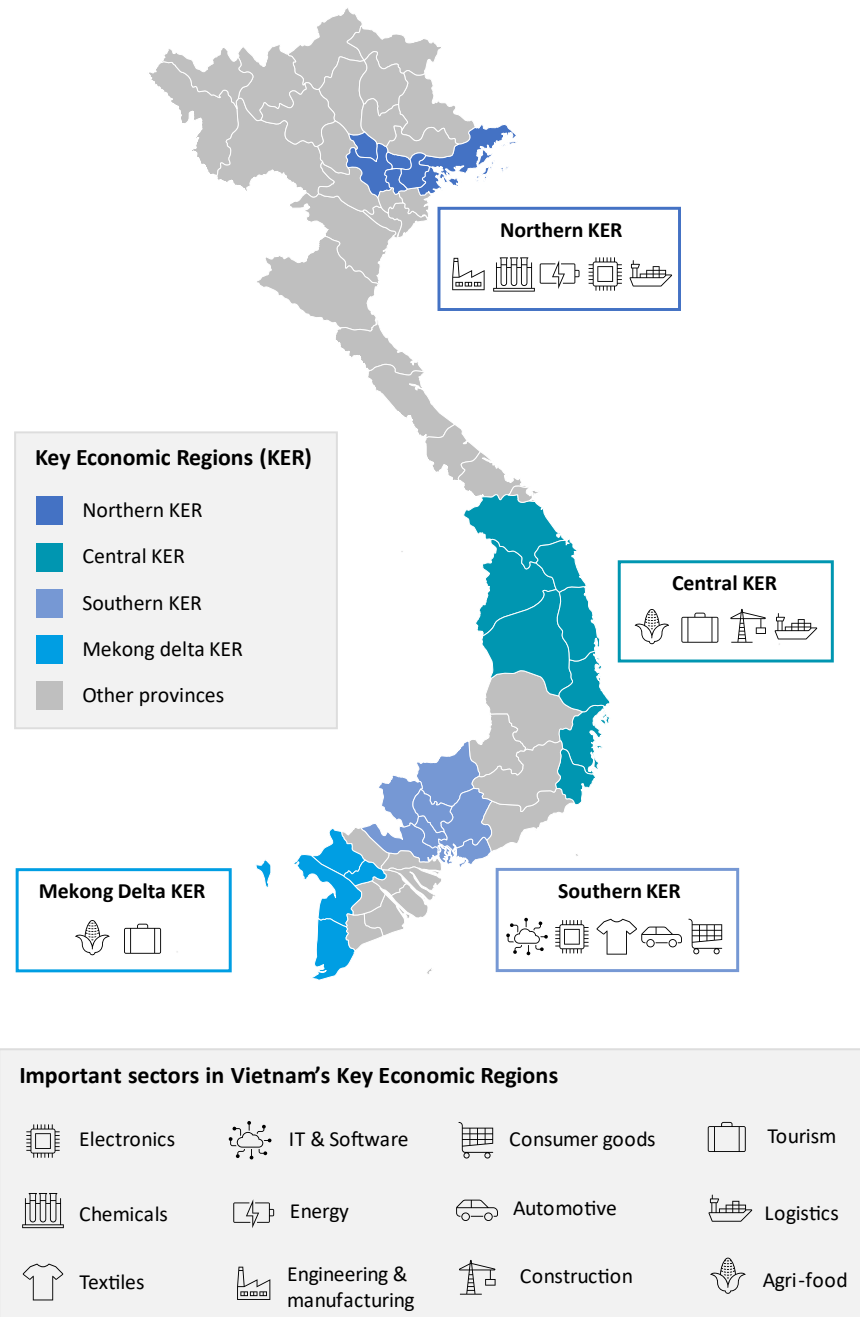 Northern KER
Key Economic Regions (KER)
Northern KER
Central KER
Southern KER
Mekong delta KER
Other provinces
Central KER
Mekong Delta KER
Southern KER
Important sectors in Vietnam's Key Economic Regions
Electronics
IT & Software
Consumer goods
Tourism
Chemicals
Energy
Automotive
Logistics
Textiles
Engineering &
manufacturing
Construction
Agri-food